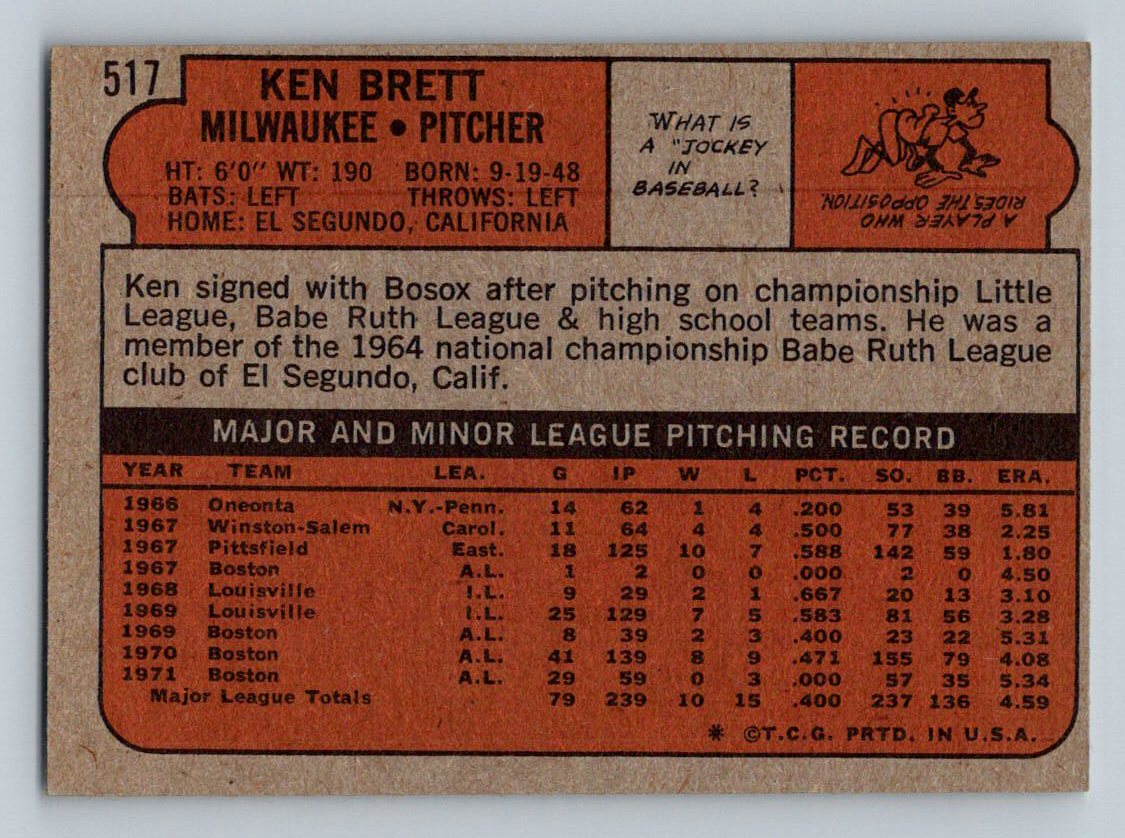 517
KEN BRETT
MILWAUKEE • PITCHER
HT: 6'0" WT: 190 BORN: 9-19-48
BATS: LEFT THROWS: LEFT
HOME: EL SEGUNDO, CALIFORNIA
WHAT IS
A "JOCKEY
IN
BASEBALL?
A PLAYER WHO
RIDES THE OPPOSITION.
Ken signed with Bosox after pitching on championship Little
League, Babe Ruth League & high school teams. He was a
member of the 1964 national championship Babe Ruth League
club of El Segundo, Calif.
MAJOR AND MINOR LEAGUE PITCHING RECORD
YEAR TEAM LEA. G IP W L PCT. SO. BB. ERA.
1966 Oneonta N.Y.-Penn. 14 62 1 4 .200 53 39 5.81
1967 Winston-Salem Carol. 11 64 4 4 .500 77 38 2.25
1967 Pittsfield East. 18 125 10 7 .588 142 59 1.80
1967 Boston A.L. 1 2 0 0 .000 2 0 4.50
1968 Louisville I.L. 9 29 2 1 .667 20 13 3.10
1969 Louisville I.L. 25 129 7 5 .583 81 56 3.28
1969 Boston A.L. 8 39 2 3 .400 23 22 5.31
1970 Boston A.L. 41 139 8 9 .471 155 79 4.08
1971 Boston A.L. 29 59 0 3 .000 57 35 5.34
Major League Totals 79 239 10 15 .400 237 136 4.59
* ©T.C.G. PRTD. IN U.S.A.